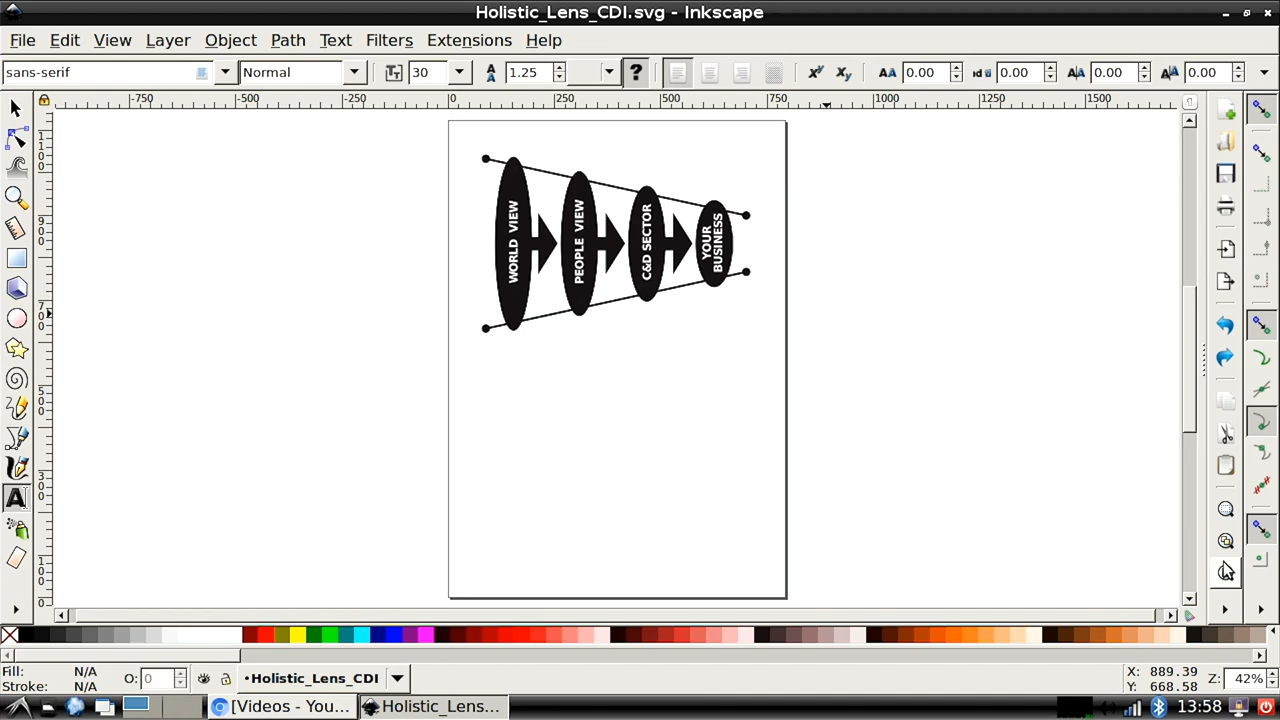 Holistic_Lens_CDI.svg - Inkscape
File Edit View Layer Object Path Text Filters Extensions Help
sans-serif Normal 30 1.25 ? 0.00 0.00 0.00 0.00
-750 -500 -250 0 250 500 750 1000 1250 1500
WORLD VIEW
PEOPLE VIEW
C&D SECTOR
YOUR
BUSINESS
Fill: N/A
Stroke: N/A
O: 0
•Holistic_Lens_CDI
X: 889.39
Y: 668.58
Z: 42%
[Videos - You...
Holistic_Lens...
13:58